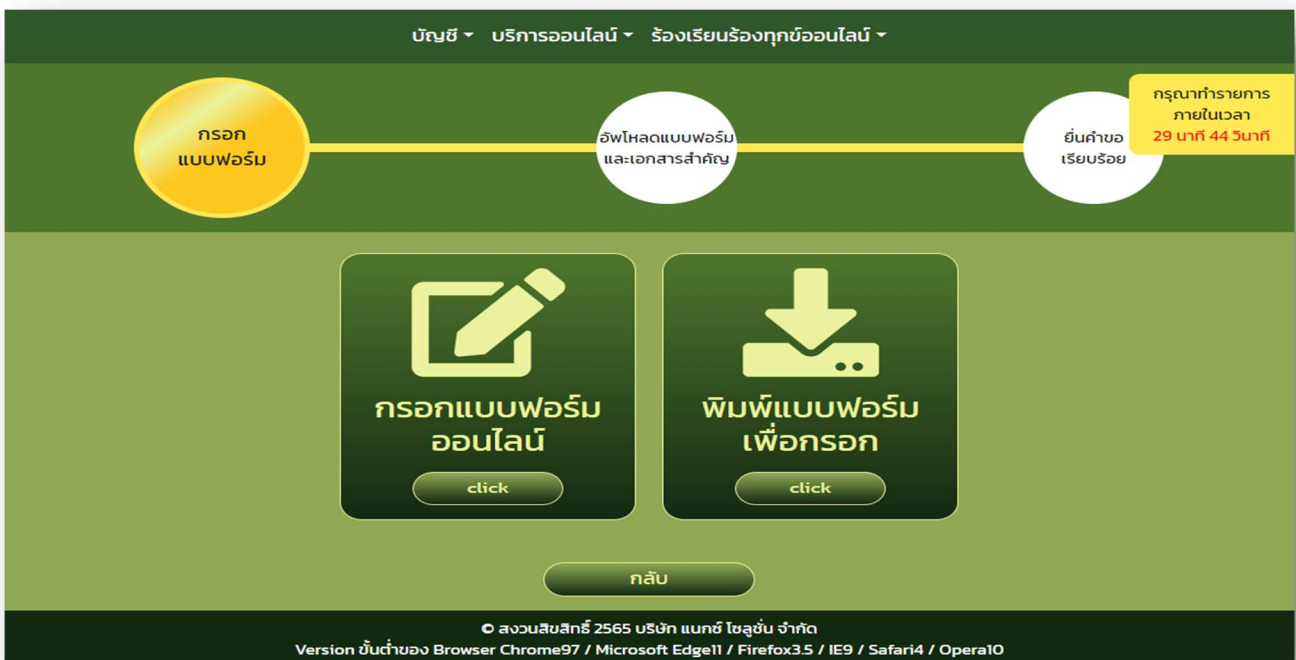 บัญชี บริการออนไลน์ ร้องเรียนร้องทุกข์ออนไลน์
กรอก
แบบฟอร์ม
อัพโหลดแบบฟอร์ม
และเอกสารสำคัญ
ยื่นคำขอ
เรียบร้อย
กรุณาทำรายการ
ภายในเวลา
29 นาที 44 วินาที
กรอกแบบฟอร์ม
ออนไลน์
click
พิมพ์แบบฟอร์ม
เพื่อกรอก
click
กลับ
© สงวนสิขสิทธิ์ 2565 บริษัท แนกซ์ โซลูชั่น จำกัด
Version ขั้นต่ำของ Browser Chrome97 / Microsoft Edge11 / Firefox3.5 / IE9 / Safari4 / Opera10